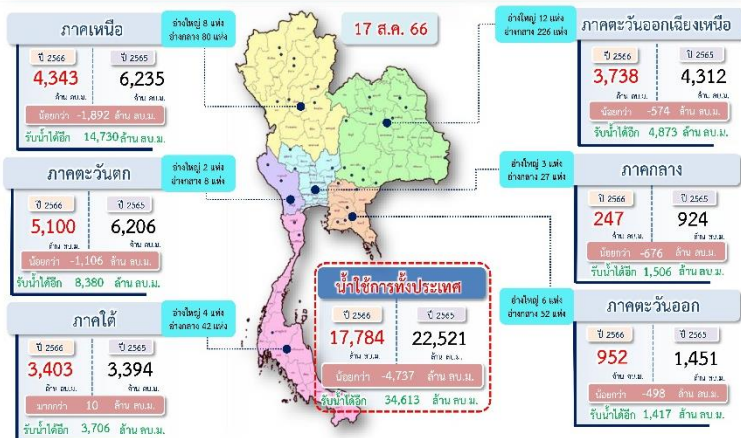 17 ส.ค. 66
ภาคเหนือ
อ่างใหญ่ 8 แห่ง
อ่างกลาง 80 แห่ง
ปี 2566 ปี 2565
4,343 6,235
ล้าน ลบ.ม. ล้าน ลบ.ม.
น้อยกว่า -1,892 ล้าน ลบ.ม.
รับน้ำได้อีก 14,730 ล้าน ลบ.ม.
อ่างใหญ่ 12 แห่ง
อ่างกลาง 226 แห่ง
ภาคตะวันออกเฉียงเหนือ
ปี 2566 ปี 2565
3,738 4,312
ล้าน ลบ.ม. ล้าน ลบ.ม.
น้อยกว่า -574 ล้าน ลบ.ม.
รับน้ำได้อีก 4,873 ล้าน ลบ.ม.
ภาคตะวันตก
อ่างใหญ่ 2 แห่ง
อ่างกลาง 8 แห่ง
ปี 2566 ปี 2565
5,100 6,206
ล้าน ลบ.ม. ล้าน ลบ.ม.
น้อยกว่า -1,106 ล้าน ลบ.ม.
รับน้ำได้อีก 8,380 ล้าน ลบ.ม.
อ่างใหญ่ 3 แห่ง
อ่างกลาง 27 แห่ง
ภาคกลาง
ปี 2566 ปี 2565
247 924
ล้าน ลบ.ม. ล้าน ลบ.ม.
น้อยกว่า -676 ล้าน ลบ.ม.
รับน้ำได้อีก 1,506 ล้าน ลบ.ม.
ภาคใต้
อ่างใหญ่ 4 แห่ง
อ่างกลาง 42 แห่ง
ปี 2566 ปี 2565
3,403 3,394
ล้าน ลบ.ม. ล้าน ลบ.ม.
มากกว่า 10 ล้าน ลบ.ม.
รับน้ำได้อีก 3,706 ล้าน ลบ.ม.
น้ำใช้การทั้งประเทศ
ปี 2566 ปี 2565
17,784 22,521
ล้าน ลบ.ม. ล้าน ลบ.ม.
น้อยกว่า -4,737 ล้าน ลบ.ม.
รับน้ำได้อีก 34,613 ล้าน ลบ.ม.
อ่างใหญ่ 6 แห่ง
อ่างกลาง 52 แห่ง
ภาคตะวันออก
ปี 2566 ปี 2565
952 1,451
ล้าน ลบ.ม. ล้าน ลบ.ม.
น้อยกว่า -498 ล้าน ลบ.ม.
รับน้ำได้อีก 1,417 ล้าน ลบ.ม.